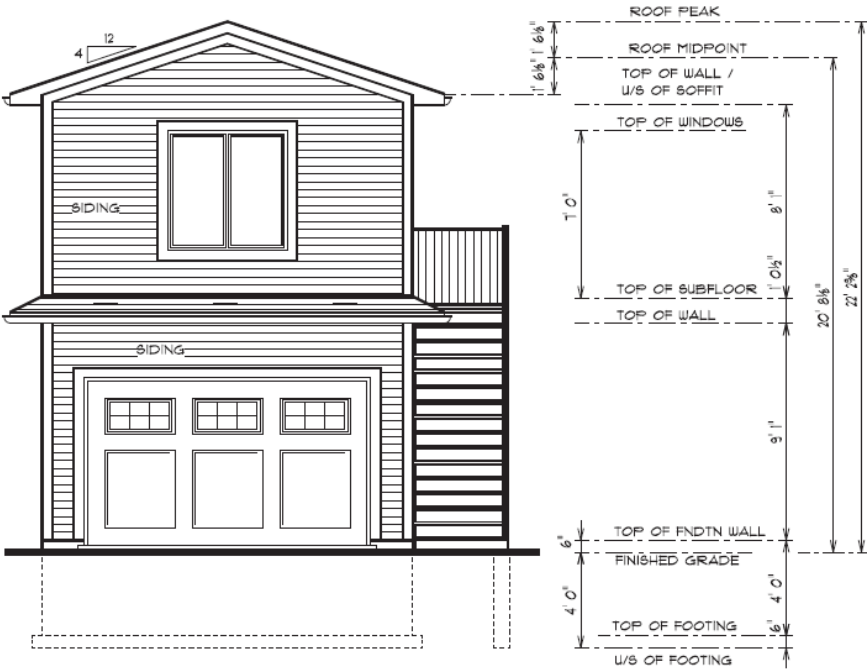 ROOF PEAK
12
4
1' 6⅛"
ROOF MIDPOINT
1' 6⅛"
TOP OF WALL /
U/S OF SOFFIT
TOP OF WINDOWS
SIDING
7' 0"
8' 1"
TOP OF SUBFLOOR
1' 0½"
20' 8⅛"
22' 2⅜"
TOP OF WALL
SIDING
9' 1"
TOP OF FNDTN WALL
6"
FINISHED GRADE
4' 0"
4' 0"
TOP OF FOOTING
6"
U/S OF FOOTING